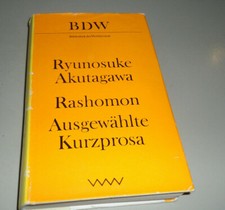 BDW
Ryunosuke
Akutagawa
Rashomon
Ausgewählte
Kurzprosa